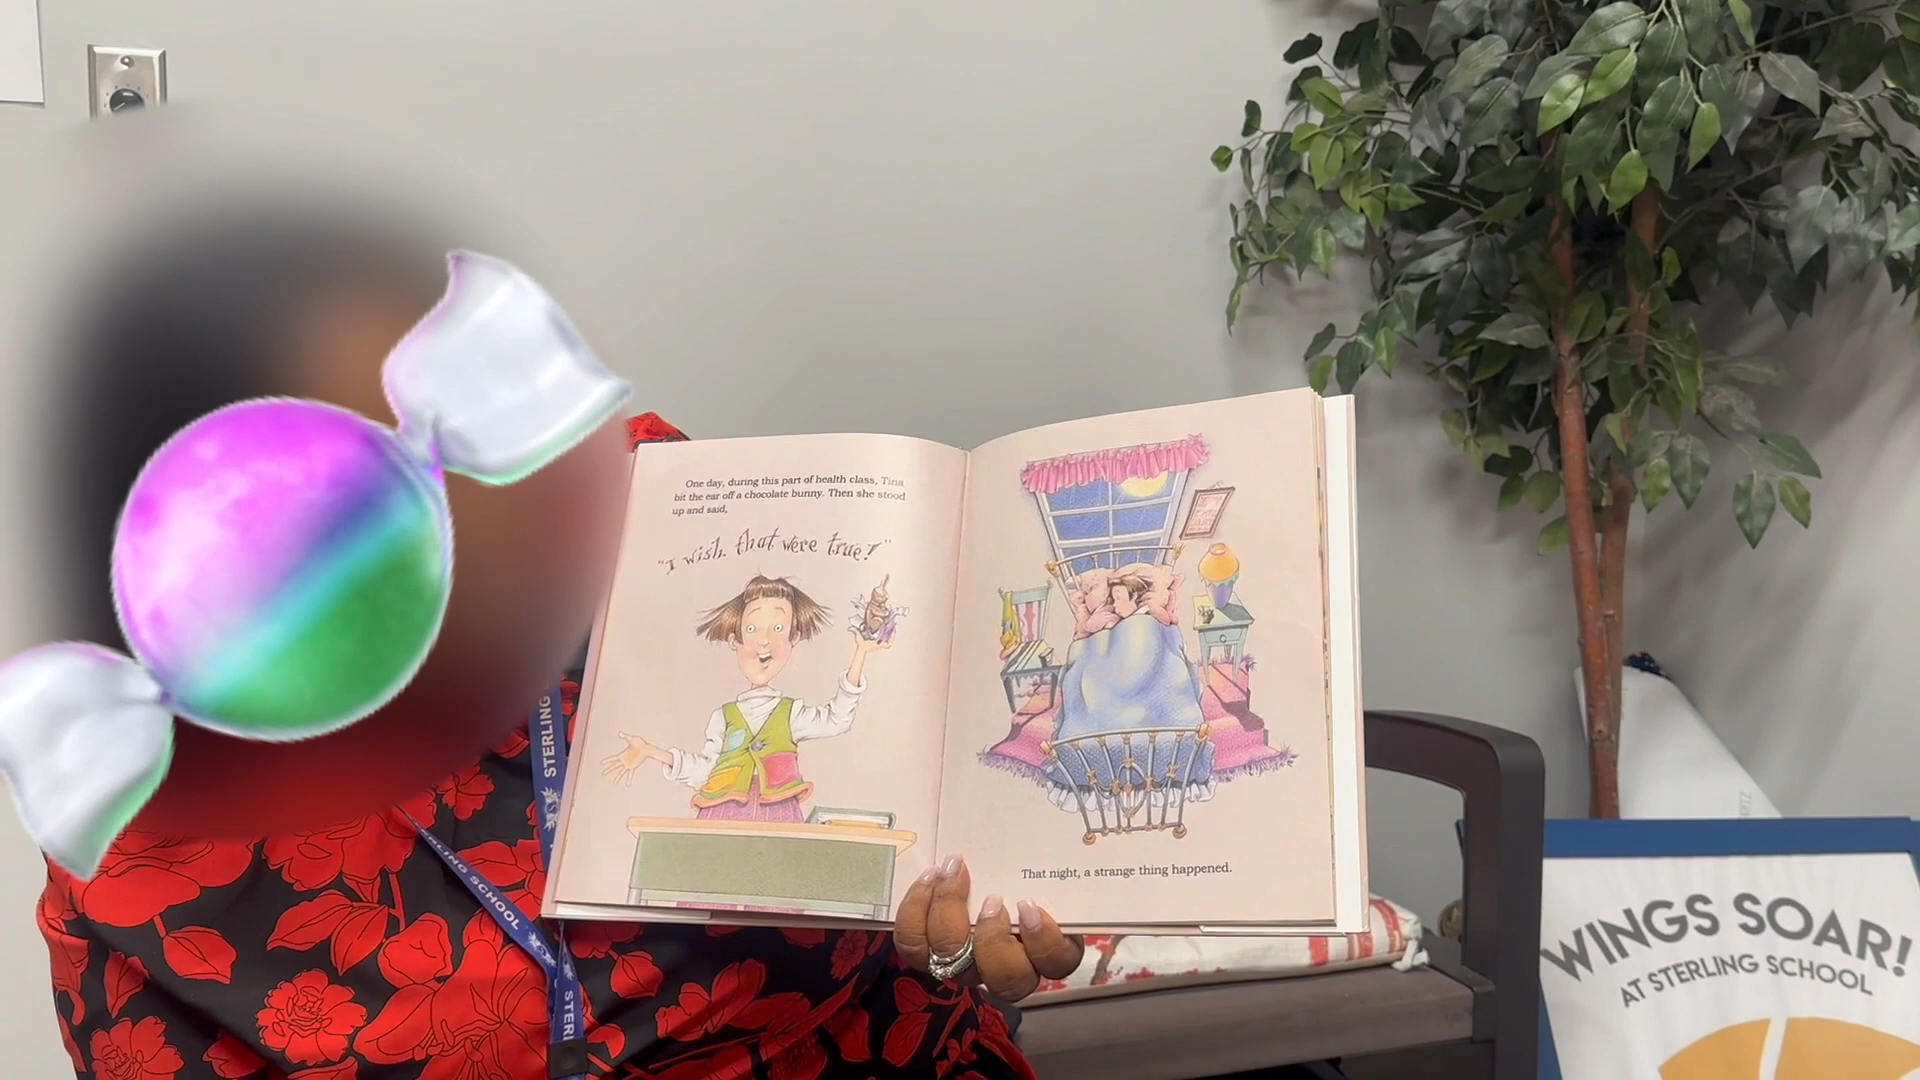 One day, during this part of health class, Tina
bit the ear off a chocolate bunny. Then she stood
up and said,
"I wish that were true!"
That night, a strange thing happened.
STERLING
STERLING SCHOOL
STERI
WINGS SOAR!
AT STERLING SCHOOL